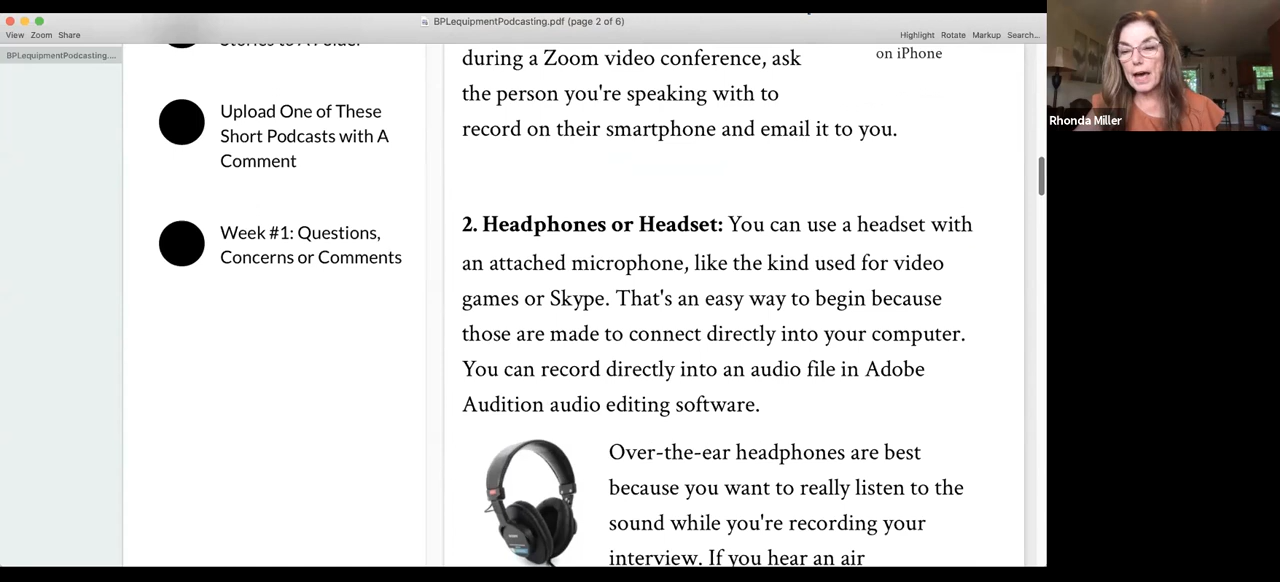 BPLequipmentPodcasting.pdf (page 2 of 6)
View Zoom Share
Highlight Rotate Markup Search...
BPLequipmentPodcasting....
Stories to A Folder
Upload One of These
Short Podcasts with A
Comment
Week #1: Questions,
Concerns or Comments
during a Zoom video conference, ask
the person you're speaking with to
record on their smartphone and email it to you.
on iPhone
2. Headphones or Headset: You can use a headset with
an attached microphone, like the kind used for video
games or Skype. That's an easy way to begin because
those are made to connect directly into your computer.
You can record directly into an audio file in Adobe
Audition audio editing software.
Over-the-ear headphones are best
because you want to really listen to the
sound while you're recording your
interview. If you hear an air
Rhonda Miller